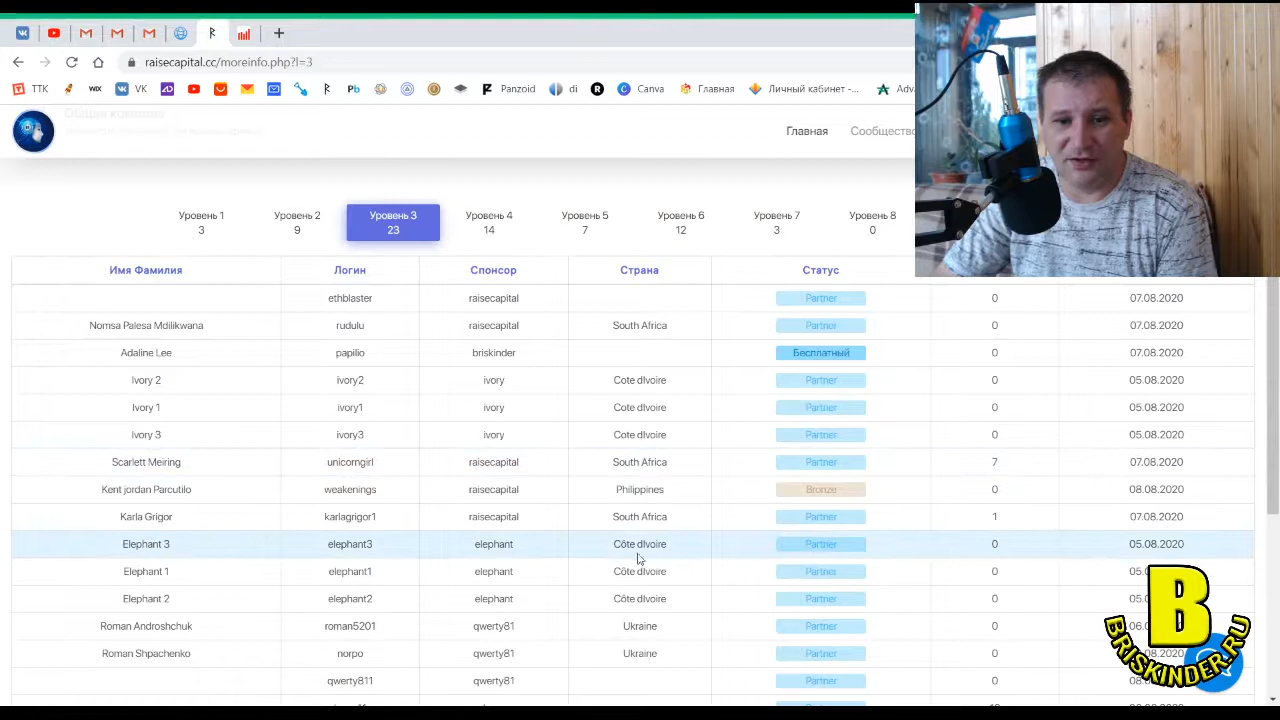 raisecapital.cc/moreinfo.php?l=3
ТТК WIX VK Pb Panzoid di Canva Главная Личный кабинет -...
Общая команда
Главная Сообщество
Уровень 1 Уровень 2 Уровень 3 Уровень 4 Уровень 5 Уровень 6 Уровень 7 Уровень 8
3 9 23 14 7 12 3 0
Имя Фамилия Логин Спонсор Страна Статус
ethblaster raisecapital Partner 0 07.08.2020
Nomsa Palesa Mdilikwana rudulu raisecapital South Africa Partner 0 07.08.2020
Adaline Lee papilio briskinder Бесплатный 0 07.08.2020
Ivory 2 ivory2 ivory Cote dIvoire Partner 0 05.08.2020
Ivory 1 ivory1 ivory Cote dIvoire Partner 0 05.08.2020
Ivory 3 ivory3 ivory Cote dIvoire Partner 0 05.08.2020
Scarlett Meiring unicorngirl raisecapital South Africa Partner 7 07.08.2020
Kent jordan Parcutilo weakenings raisecapital Philippines Bronze 0 08.08.2020
Karla Grigor karlagrigor1 raisecapital South Africa Partner 1 07.08.2020
Elephant 3 elephant3 elephant Côte dIvoire Partner 0 05.08.2020
Elephant 1 elephant1 elephant Côte dIvoire Partner 0
Elephant 2 elephant2 elephant Côte dIvoire Partner 0
Roman Androshchuk roman5201 qwerty81 Ukraine Partner 0
Roman Shpachenko norpo qwerty81 Ukraine Partner 0
qwerty811 qwerty81 Partner 0
B
BRISKINDER.RU